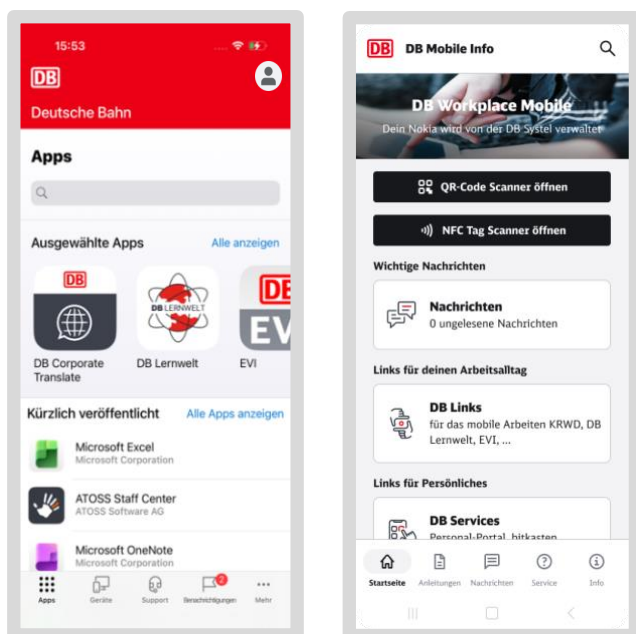 15:53
DB
Deutsche Bahn
Apps
Ausgewählte Apps
Alle anzeigen
DB
DB LERNWELT
DB
EV
DB Corporate
Translate
DB Lernwelt
EVI
Kürzlich veröffentlicht
Alle Apps anzeigen
Microsoft Excel
Microsoft Corporation
ATOSS Staff Center
ATOSS Software AG
Microsoft OneNote
Microsoft Corporation
2
Apps
Geräte
Support
Benachrichtigungen
Mehr
DB
DB Mobile Info
DB Workplace Mobile
Dein Nokia wird von der DB Systel verwaltet
QR-Code Scanner öffnen
NFC Tag Scanner öffnen
Wichtige Nachrichten
Nachrichten
0 ungelesene Nachrichten
Links für deinen Arbeitsalltag
DB Links
für das mobile Arbeiten KRWD, DB
Lernwelt, EVI, ...
Links für Persönliches
DB Services
Personal-Portal, bitkasten
Startseite
Anleitungen
Nachrichten
Service
Info